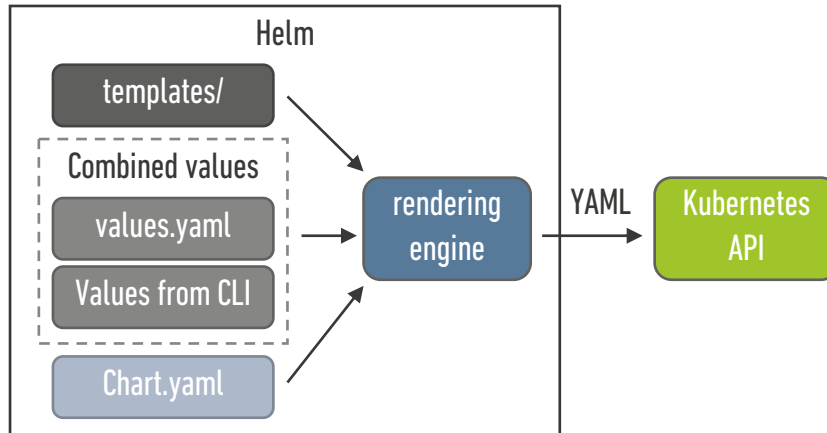 Helm
templates/
Combined values
values.yaml
Values from CLI
Chart.yaml
rendering
engine
YAML
Kubernetes
API